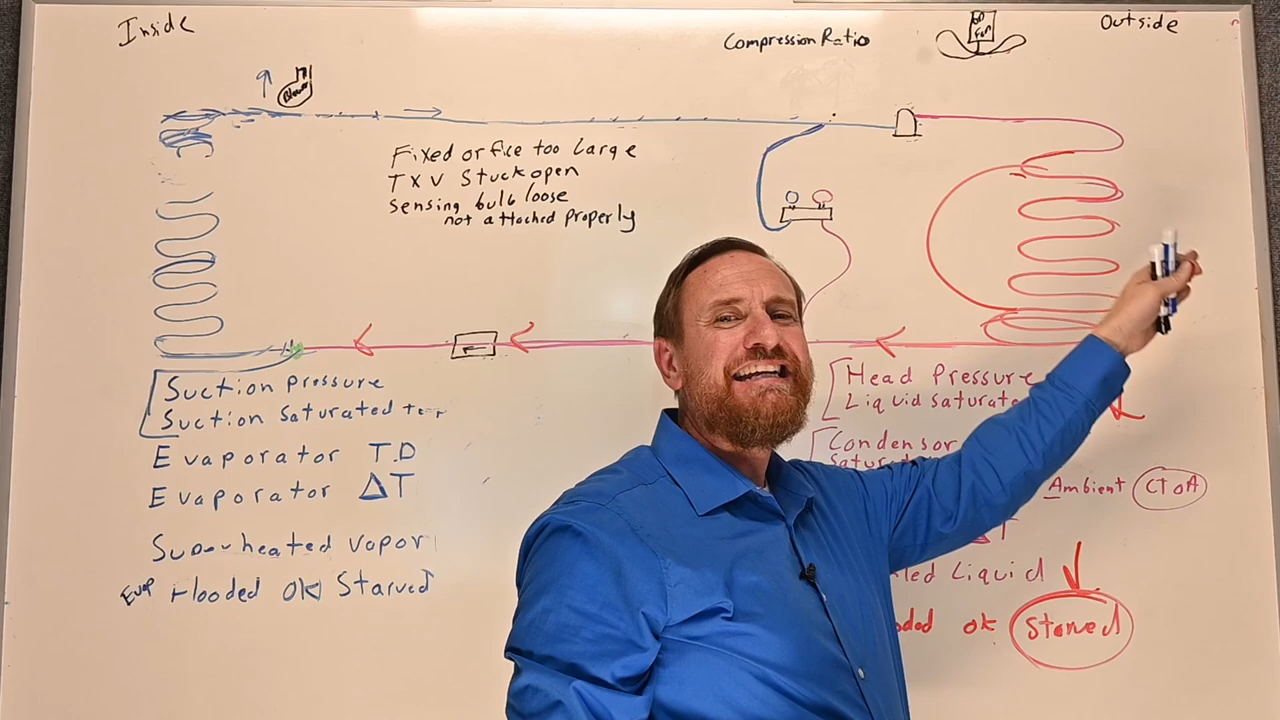 Inside
Compression Ratio
Fan
Outside
Blower
Fixed orfice too Large
TXV Stuck open
Sensing bulb loose
not attached properly
Suction Pressure
Suction Saturated
Evaporator T.D
Evaporator ΔT
Superheated vapor
Evap Flooded OK Starved
Head Pressure
Liquid saturate
Condensor
Ambient CToA
Liquid
ok Starved